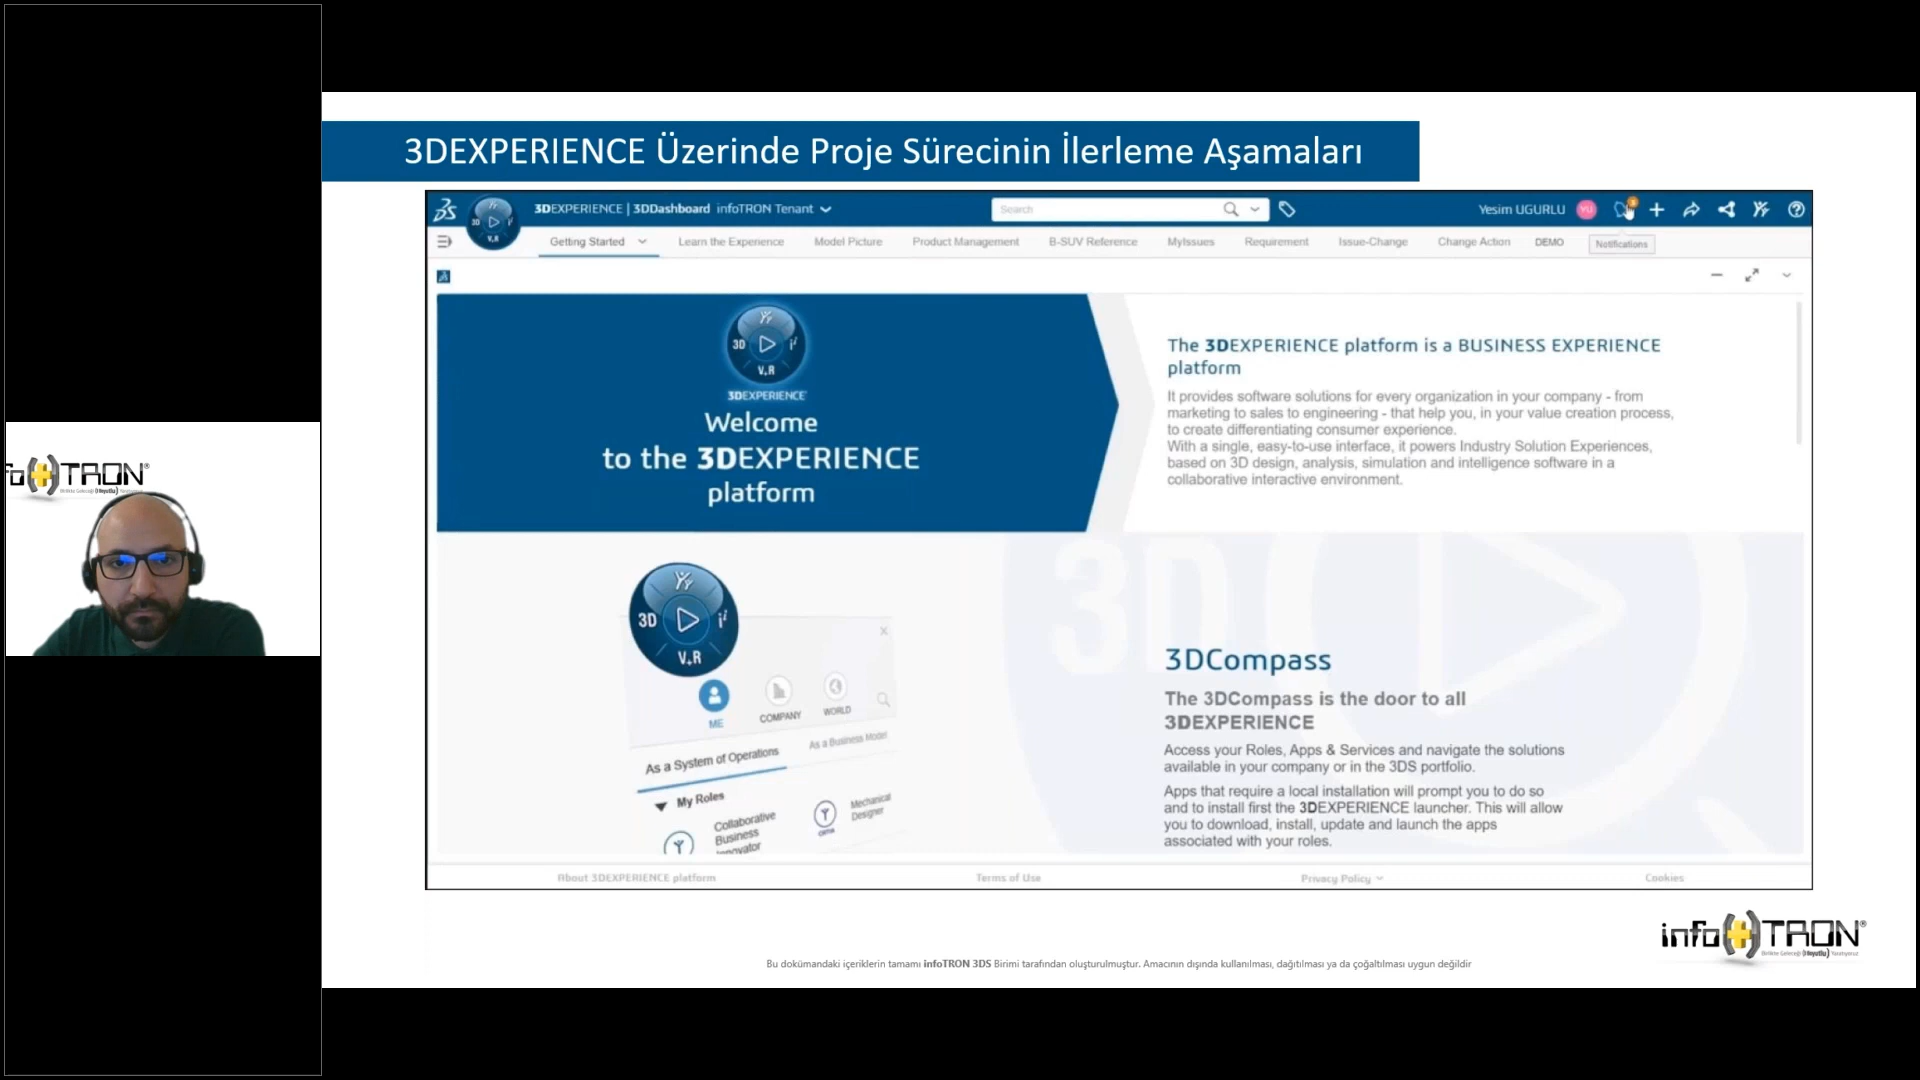 3DEXPERIENCE Üzerinde Proje Sürecinin İlerleme Aşamaları
3DEXPERIENCE | 3DDashboard infoTRON Tenant
Search
Yesim UGURLU YU
3D V.R
Getting Started Learn the Experience Model Picture Product Management B-SUV Reference MyIssues Requirement Issue-Change Change Action DEMO Notifications
3D V.R
3DEXPERIENCE
Welcome
to the 3DEXPERIENCE
platform
The 3DEXPERIENCE platform is a BUSINESS EXPERIENCE
platform
It provides software solutions for every organization in your company - from
marketing to sales to engineering - that help you, in your value creation process,
to create differentiating consumer experience.
With a single, easy-to-use interface, it powers Industry Solution Experiences,
based on 3D design, analysis, simulation and intelligence software in a
collaborative interactive environment.
3D
V.R
ME COMPANY WORLD
As a System of Operations As a Business Model
My Roles
Collaborative
Business
Innovator
Mechanical
Designer
3D
3DCompass
The 3DCompass is the door to all
3DEXPERIENCE
Access your Roles, Apps & Services and navigate the solutions
available in your company or in the 3DS portfolio.
Apps that require a local installation will prompt you to do so
and to install first the 3DEXPERIENCE launcher. This will allow
you to download, install, update and launch the apps
associated with your roles.
About 3DEXPERIENCE platform Terms of Use Privacy Policy Cookies
infoTRON®
Bu dokümandaki içeriklerin tamamı infoTRON 3DS Birimi tarafından oluşturulmuştur. Amacının dışında kullanılması, dağıtılması ya da çoğaltılması uygun değildir
fo TRON®